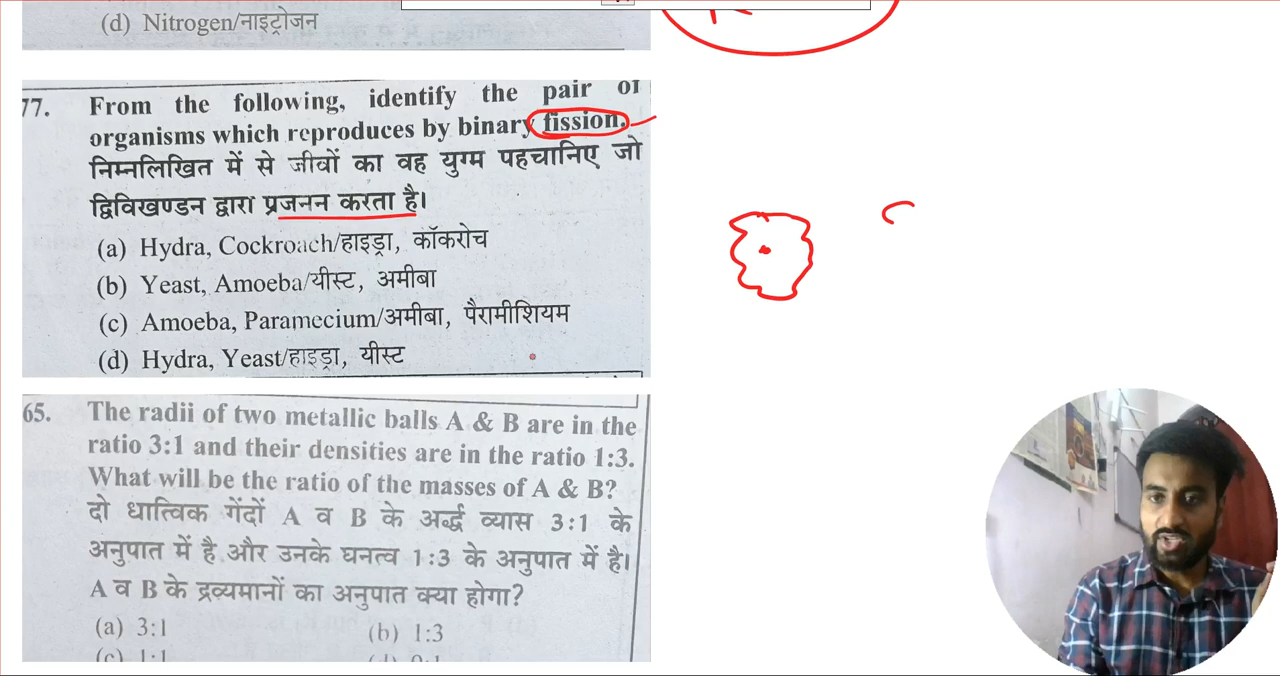 (d) Nitrogen/नाइट्रोजन
77. From the following, identify the pair of
organisms which reproduces by binary fission.
निम्नलिखित में से जीवों का वह युग्म पहचानिए जो
द्विविखण्डन द्वारा प्रजनन करता है।
(a) Hydra, Cockroach/हाइड्रा, कॉकरोच
(b) Yeast, Amoeba/यीस्ट, अमीबा
(c) Amoeba, Paramecium/अमीबा, पैरामीशियम
(d) Hydra, Yeast/हाइड्रा, यीस्ट
65. The radii of two metallic balls A & B are in the
ratio 3:1 and their densities are in the ratio 1:3.
What will be the ratio of the masses of A & B?
दो धात्विक गेंदों A व B के अर्द्ध व्यास 3:1 के
अनुपात में है और उनके घनत्व 1:3 के अनुपात में है।
A व B के द्रव्यमानों का अनुपात क्या होगा?
(a) 3:1 (b) 1:3
(c) 1:1